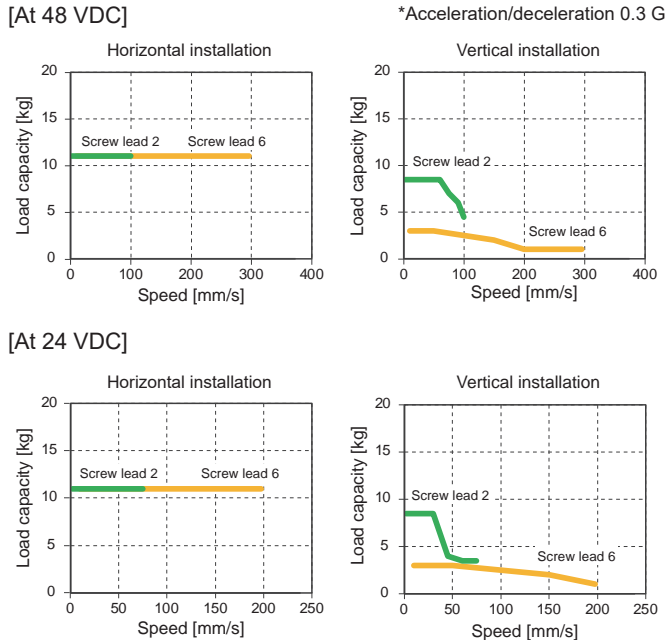 [At 48 VDC]
*Acceleration/deceleration 0.3 G
Horizontal installation
Load capacity [kg]
20
15
10
5
0
Screw lead 2
Screw lead 6
0 100 200 300 400
Speed [mm/s]
Vertical installation
Load capacity [kg]
20
15
10
5
0
Screw lead 2
Screw lead 6
0 100 200 300 400
Speed [mm/s]
[At 24 VDC]
Horizontal installation
Load capacity [kg]
20
15
10
5
0
Screw lead 2
Screw lead 6
0 50 100 150 200 250
Speed [mm/s]
Vertical installation
Load capacity [kg]
20
15
10
5
0
Screw lead 2
Screw lead 6
0 50 100 150 200 250
Speed [mm/s]